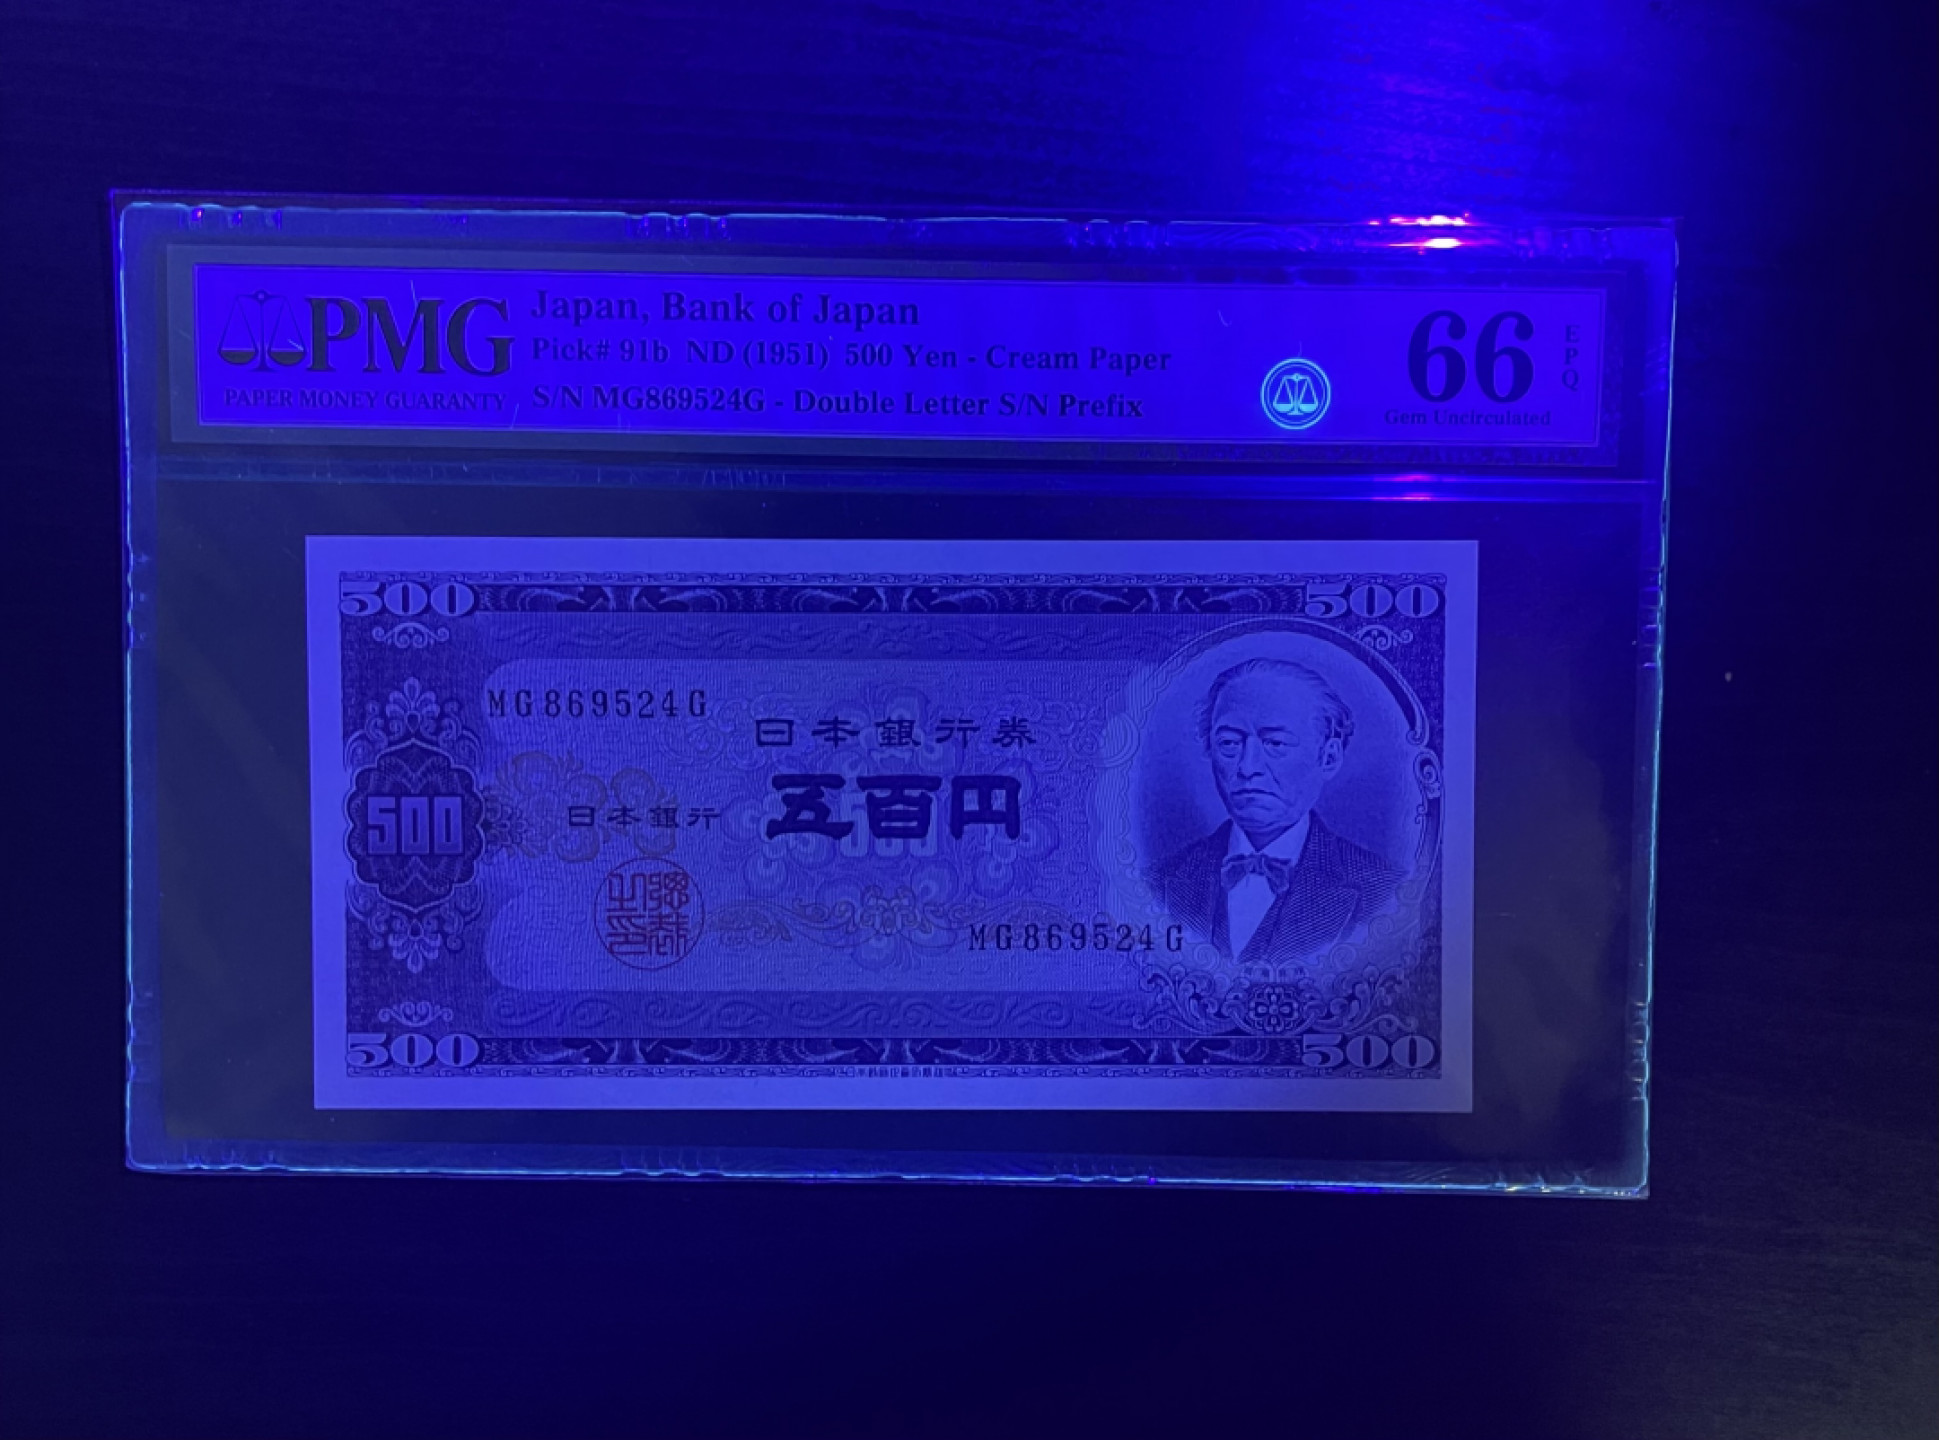 PMG
PAPER MONEY GUARANTY
Japan, Bank of Japan
Pick# 91b ND (1951) 500 Yen - Cream Paper
S/N MG869524G - Double Letter S/N Prefix
66
EPQ
Gem Uncirculated
500
500
MG869524G
日本銀行券
五百円
500
日本銀行
MG869524G
500
500